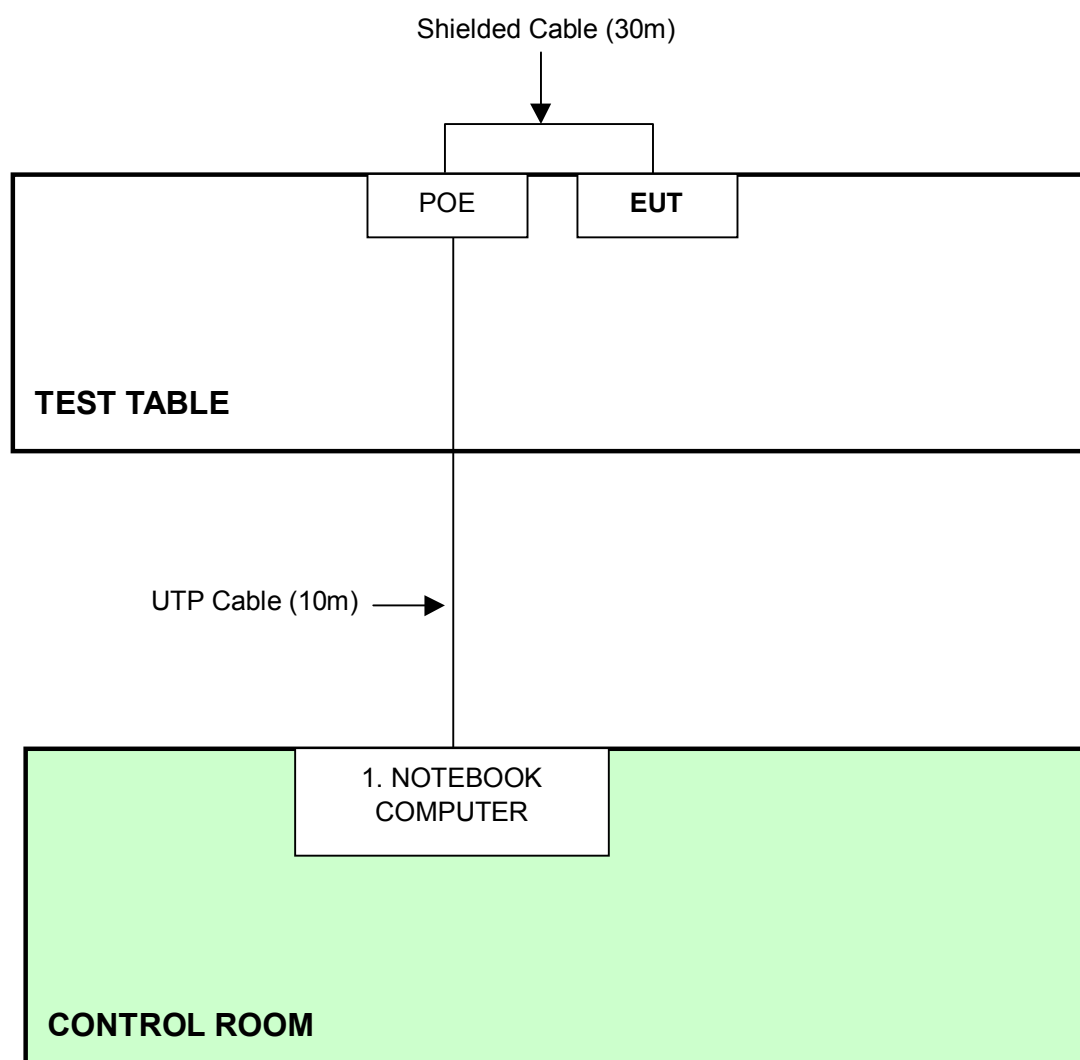 Shielded Cable (30m)
POE
EUT
TEST TABLE
UTP Cable (10m)
1. NOTEBOOK
COMPUTER
CONTROL ROOM